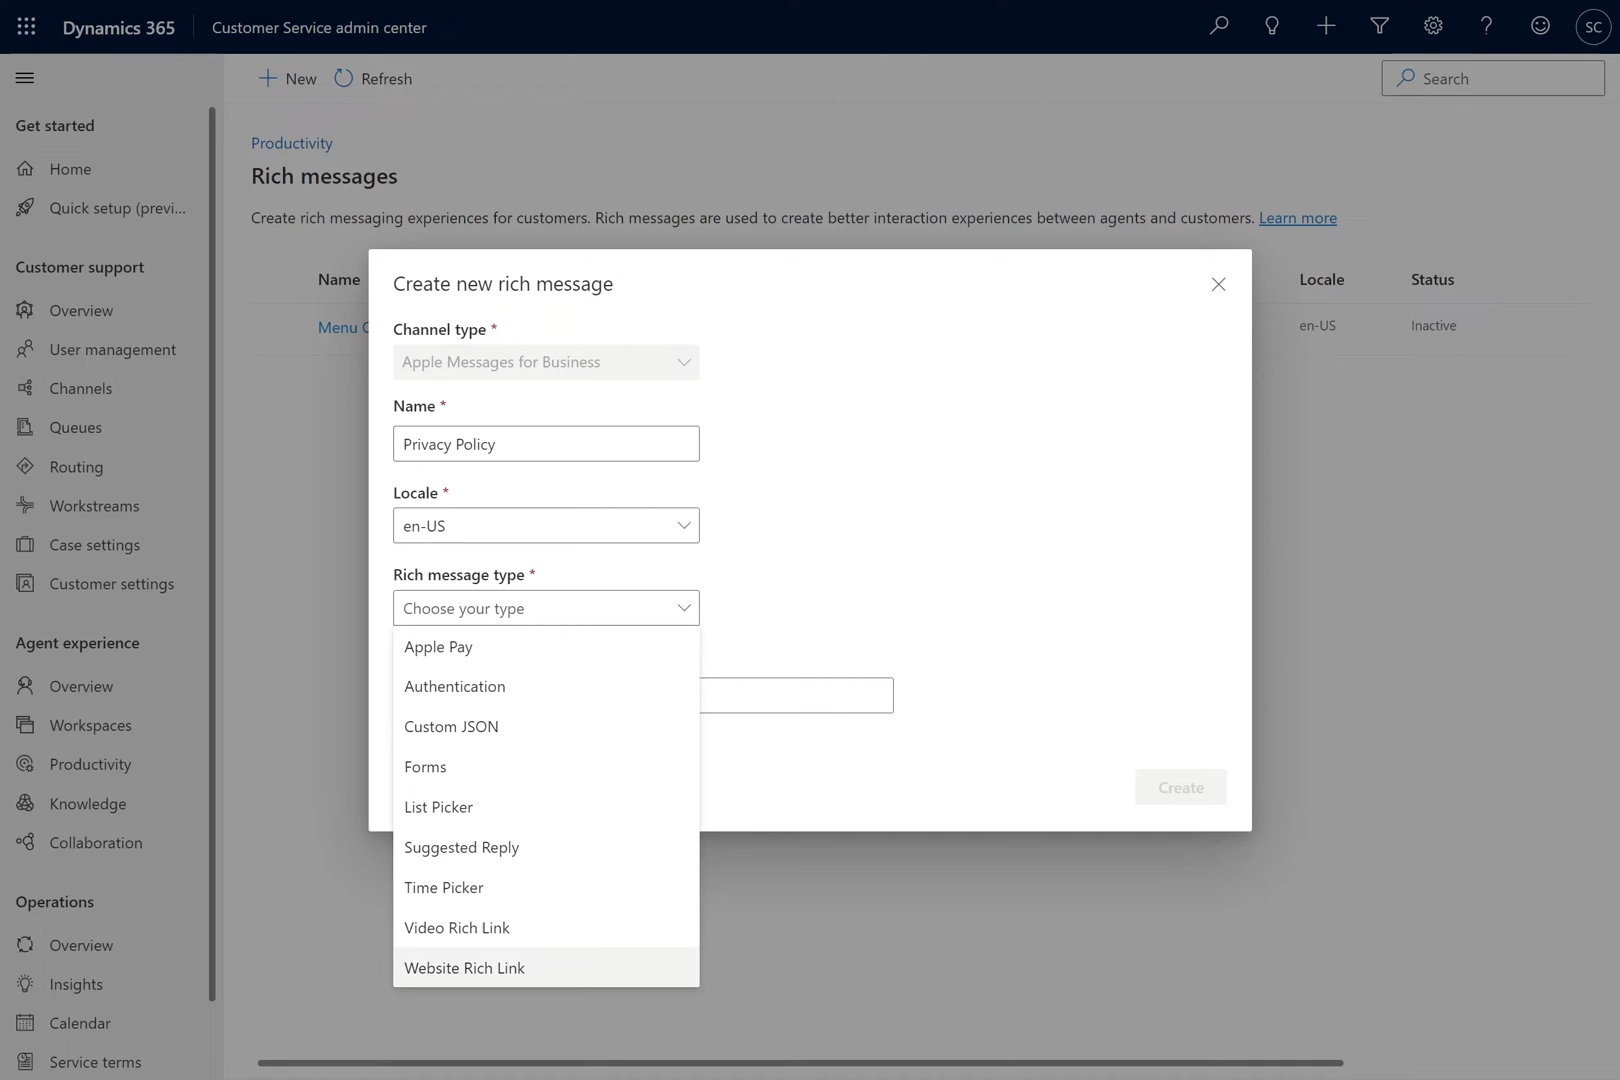 Dynamics 365
Customer Service admin center
SC
New
Refresh
Search
Get started
Home
Quick setup (previ...
Customer support
Overview
User management
Channels
Queues
Routing
Workstreams
Case settings
Customer settings
Agent experience
Overview
Workspaces
Productivity
Knowledge
Collaboration
Operations
Overview
Insights
Calendar
Service terms
Productivity
Rich messages
Create rich messaging experiences for customers. Rich messages are used to create better interaction experiences between agents and customers. Learn more
Name
Locale
Status
Menu
en-US
Inactive
Create new rich message
Channel type *
Apple Messages for Business
Name *
Privacy Policy
Locale *
en-US
Rich message type *
Choose your type
Apple Pay
Authentication
Custom JSON
Forms
List Picker
Suggested Reply
Time Picker
Video Rich Link
Website Rich Link
Create